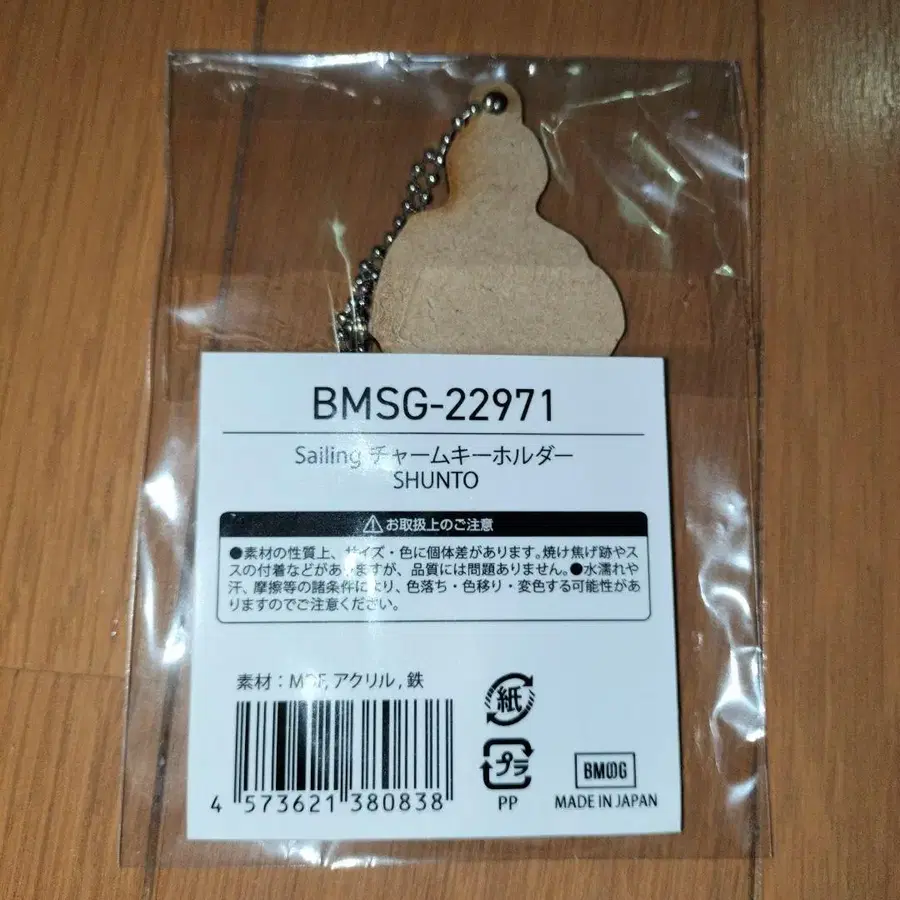 BMSG-22971
Sailing チャームキーホルダー
SHUNTO
⚠お取扱上のご注意
●素材の性質上、サイズ・色に個体差があります。焼け焦げ跡やス
スの付着などがありますが、品質には問題ありません。●水濡れや
汗、摩擦等の諸条件により、色落ち・色移り・変色する可能性があ
りますのでご注意ください。
素材：MDF, アクリル , 鉄
紙
プラ
PP
BMSG
MADE IN JAPAN
4 573621 380838